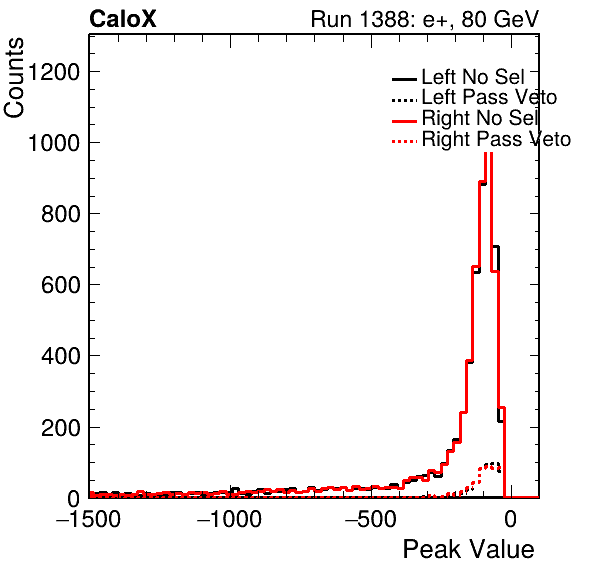 CaloX Run 1388: e+, 80 GeV
Counts
1200
1000
800
600
400
200
0
Left No Sel
Left Pass Veto
Right No Sel
Right Pass Veto
−1500 −1000 −500 0
Peak Value